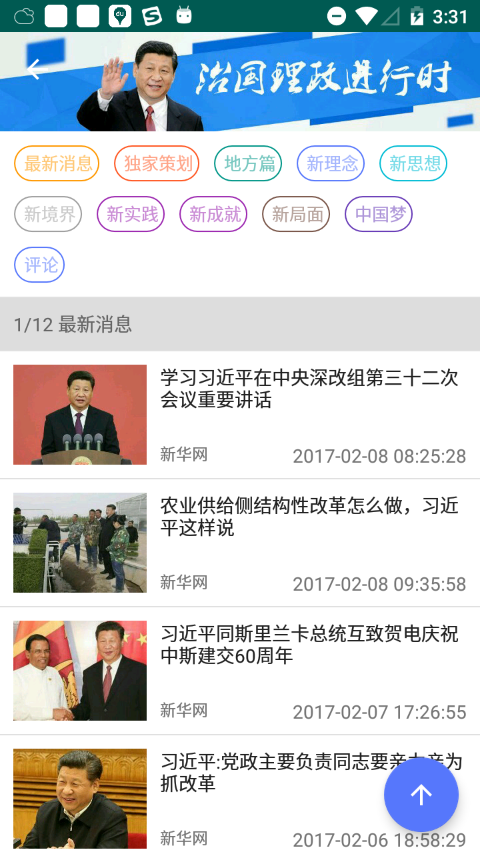 3:31
治国理政进行时
最新消息
独家策划
地方篇
新理念
新思想
新境界
新实践
新成就
新局面
中国梦
评论
1/12 最新消息
学习习近平在中央深改组第三十二次
会议重要讲话
新华网
2017-02-08 08:25:28
农业供给侧结构性改革怎么做，习近
平这样说
新华网
2017-02-08 09:35:58
习近平同斯里兰卡总统互致贺电庆祝
中斯建交60周年
新华网
2017-02-07 17:26:55
习近平:党政主要负责同志要亲力亲为
抓改革
新华网
2017-02-06 18:58:29